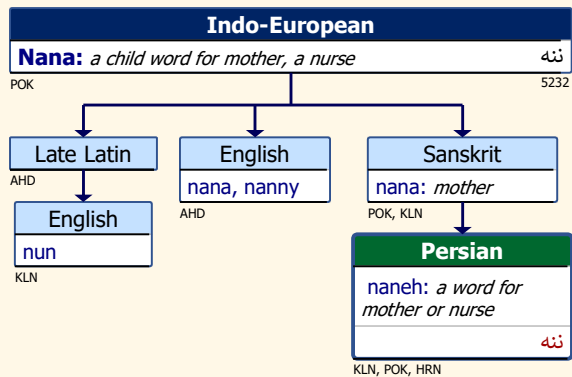 Indo-European
Nana: a child word for mother, a nurse ننه
POK 5232
Late Latin
AHD
English
nun
KLN
English
nana, nanny
AHD
Sanskrit
nana: mother
POK, KLN
Persian
naneh: a word for
mother or nurse
ننه
KLN, POK, HRN